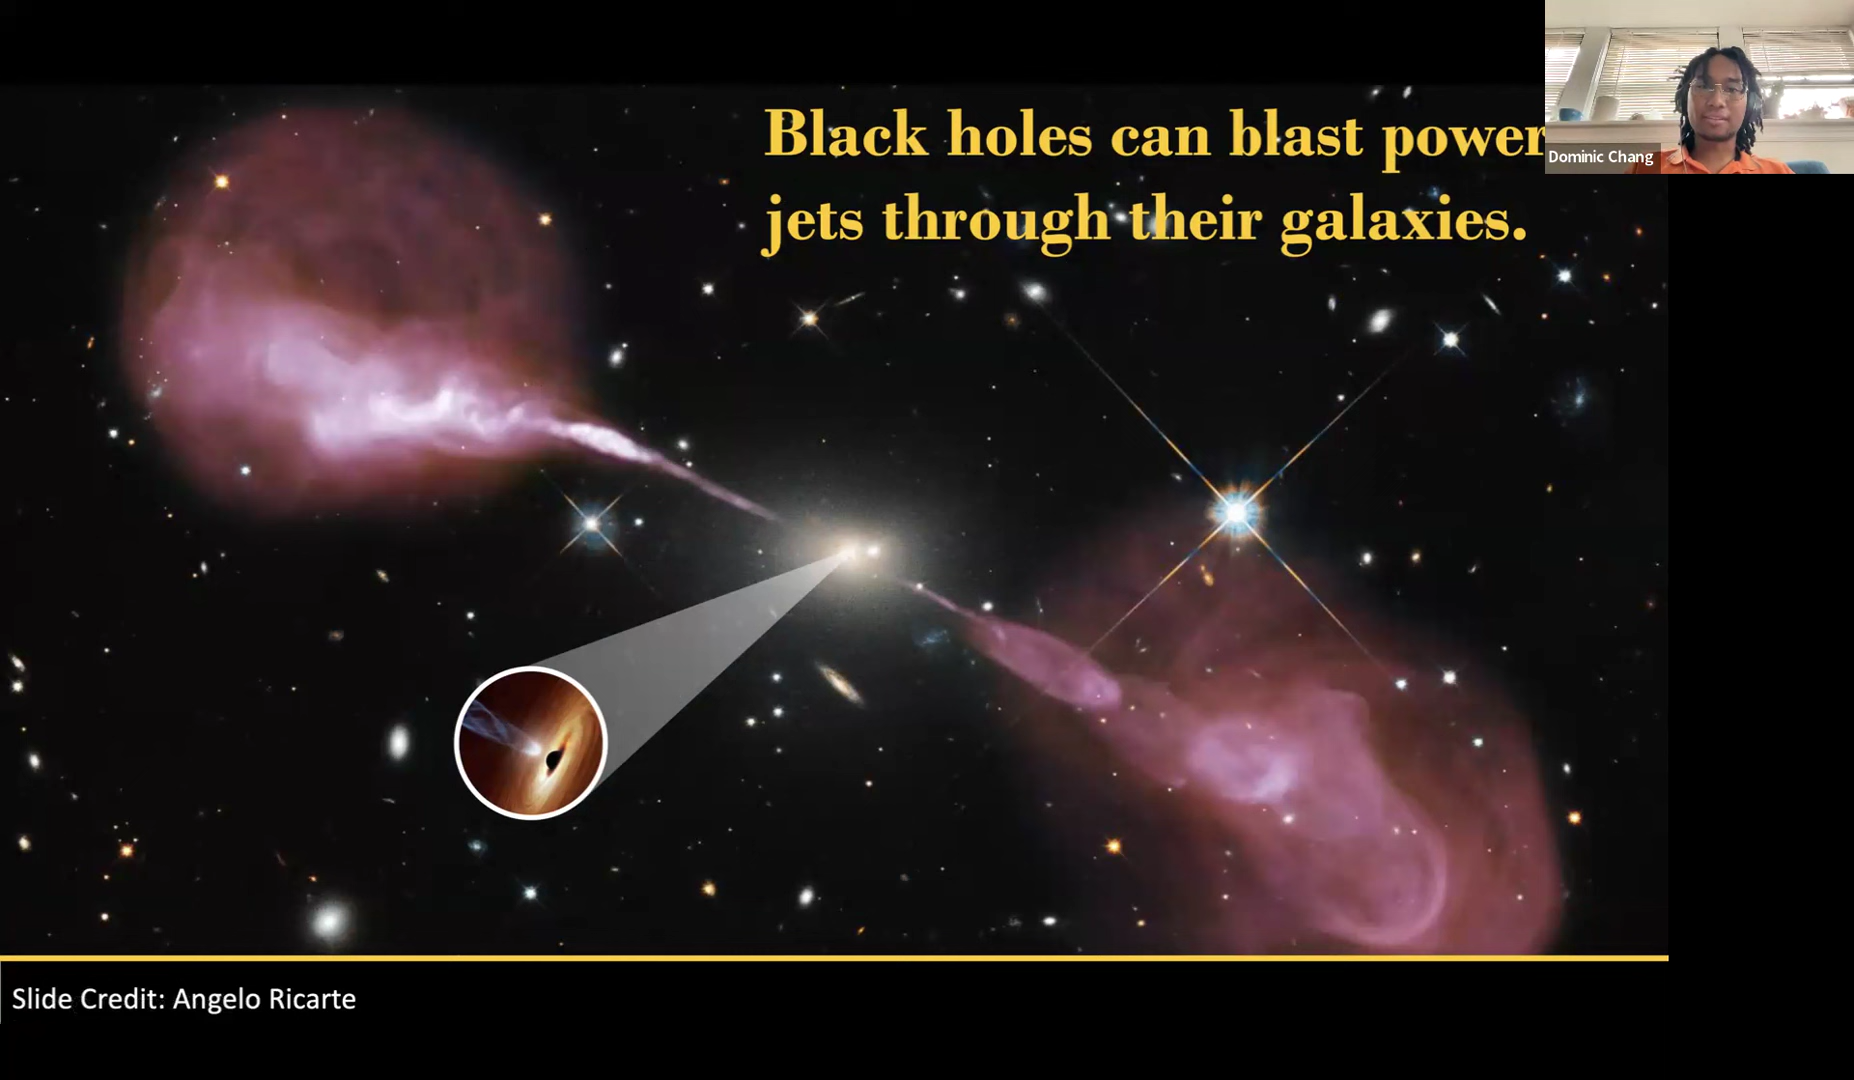 Black holes can blast power
jets through their galaxies.
Dominic Chang
Slide Credit: Angelo Ricarte